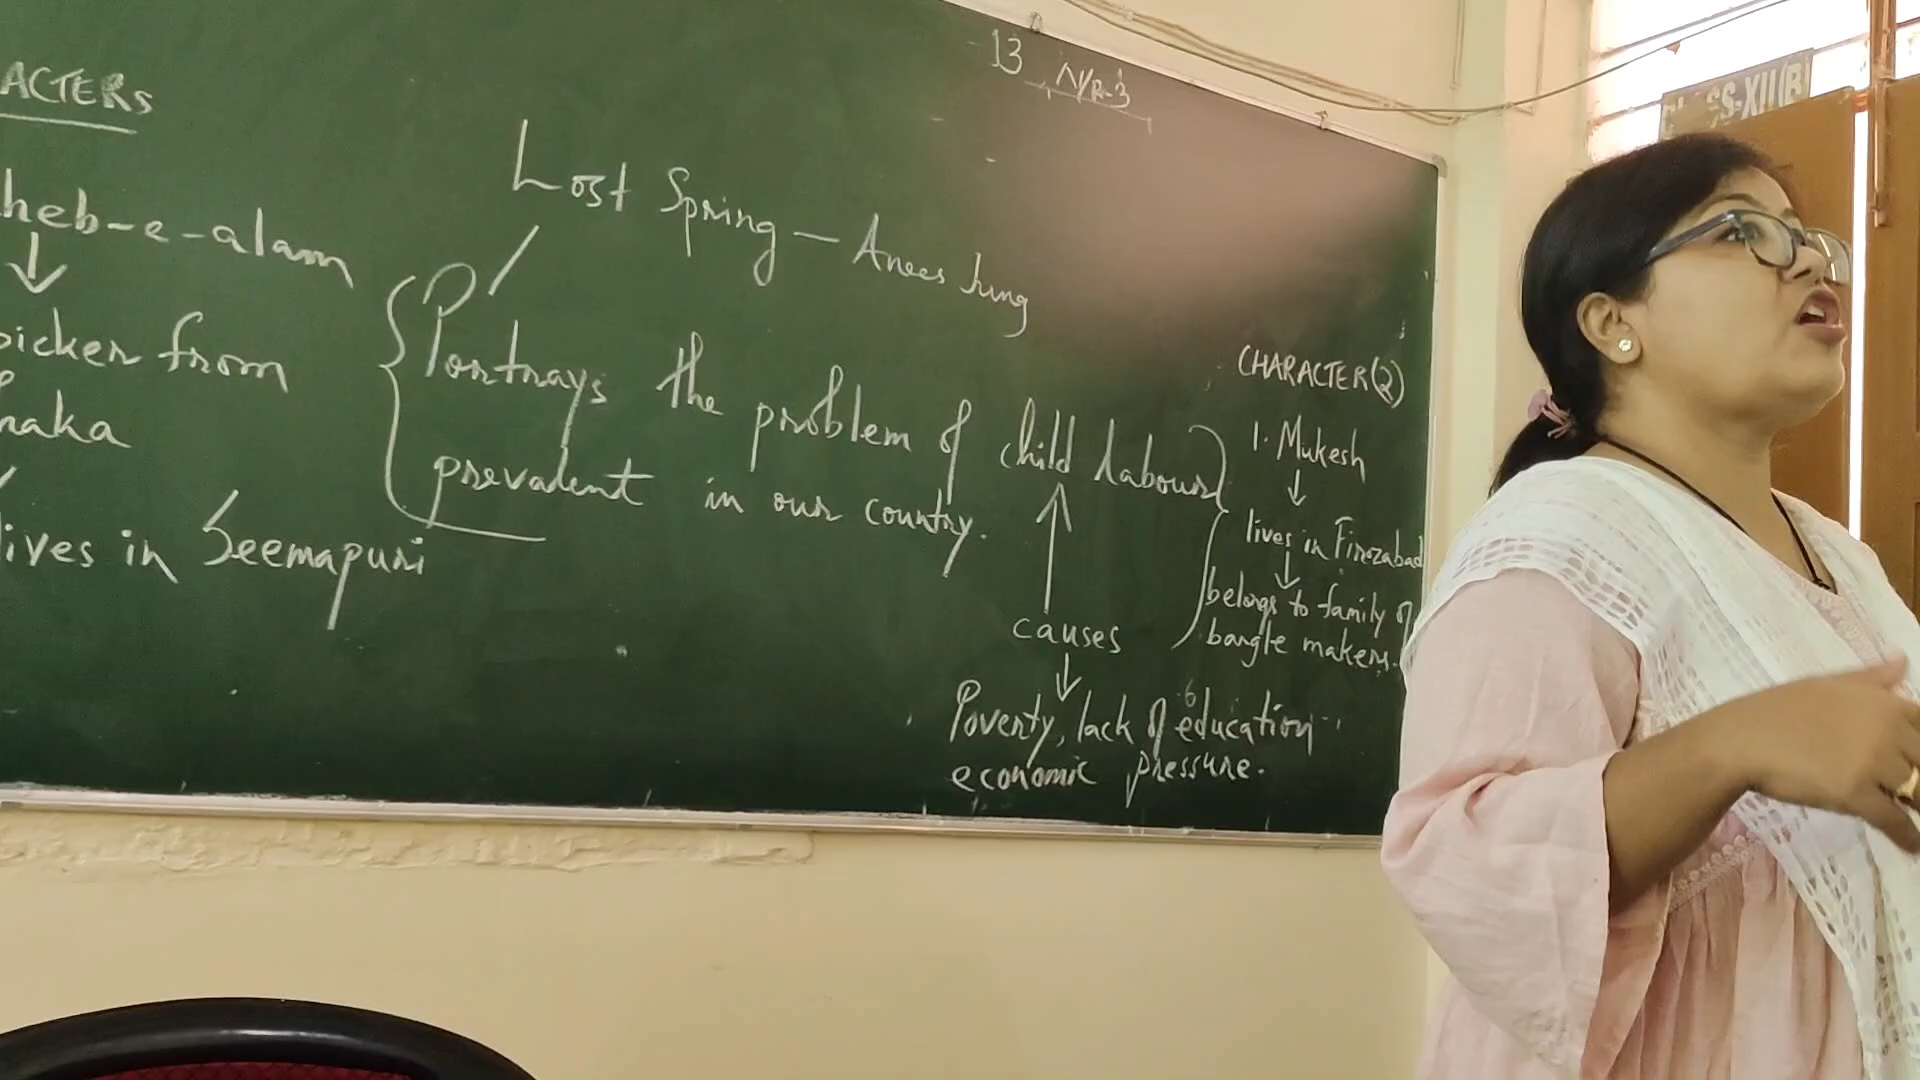 ACTERS
heb-e-alam
picker from
haka
lives in Seemapuri
13
Lost Spring - Anees Jung
Portrays the problem of child labour
prevalent in our country.
causes
Poverty, lack of education
economic pressure.
CHARACTER(2)
1. Mukesh
lives in Firozabad
belongs to family of
bangle makers.
CLASS-XII(B)